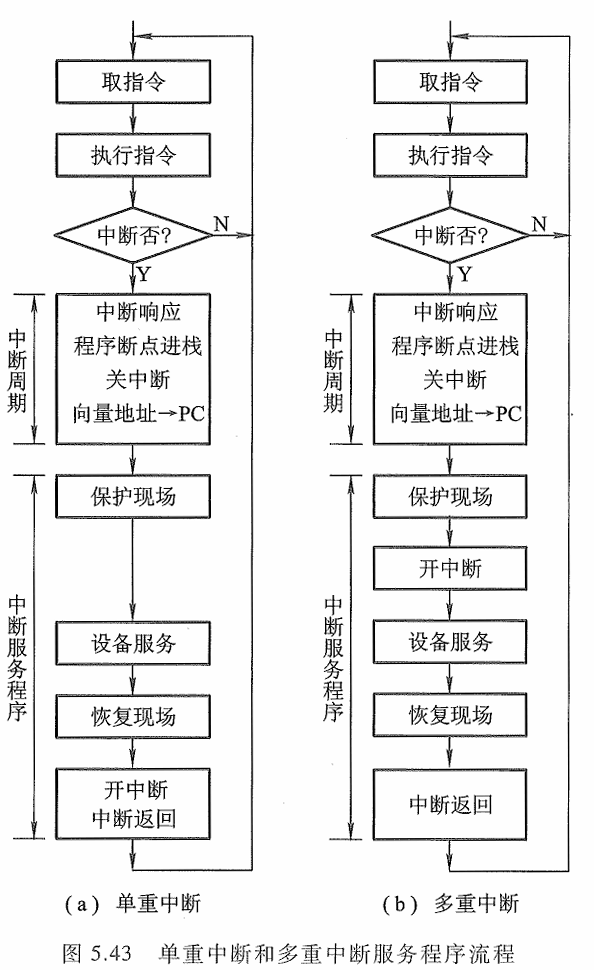 取指令
执行指令
中断否?
N
Y
中断周期
中断响应
程序断点进栈
关中断
向量地址→PC
中断服务程序
保护现场
设备服务
恢复现场
开中断
中断返回
(a) 单重中断
取指令
执行指令
中断否?
N
Y
中断周期
中断响应
程序断点进栈
关中断
向量地址→PC
中断服务程序
保护现场
开中断
设备服务
恢复现场
中断返回
(b) 多重中断
图 5.43 单重中断和多重中断服务程序流程